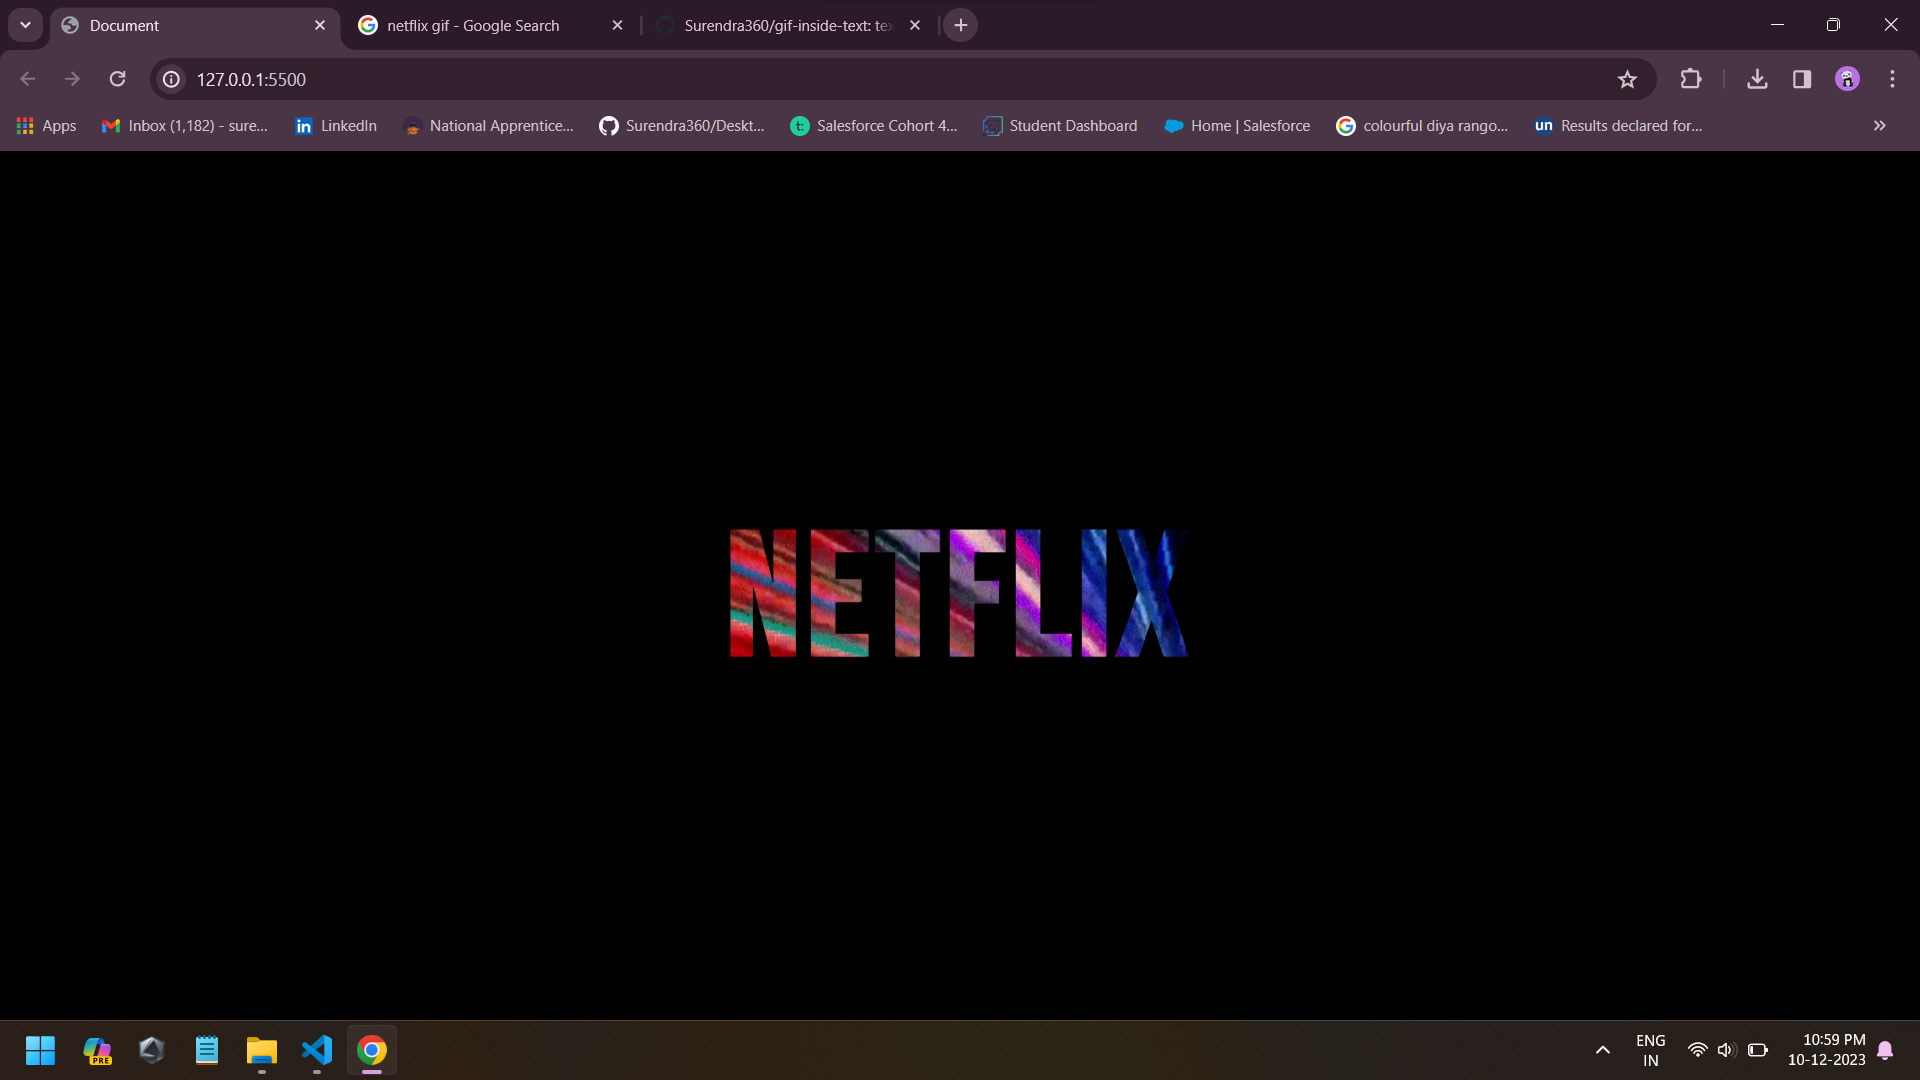 Document
netflix gif - Google Search
Surendra360/gif-inside-text: tex
127.0.0.1:5500
Apps
Inbox (1,182) - sure...
LinkedIn
National Apprentice...
Surendra360/Deskt...
t:
Salesforce Cohort 4...
Student Dashboard
Home | Salesforce
colourful diya rango...
un
Results declared for...
NETFLIX
PRE
ENG
IN
10:59 PM
10-12-2023